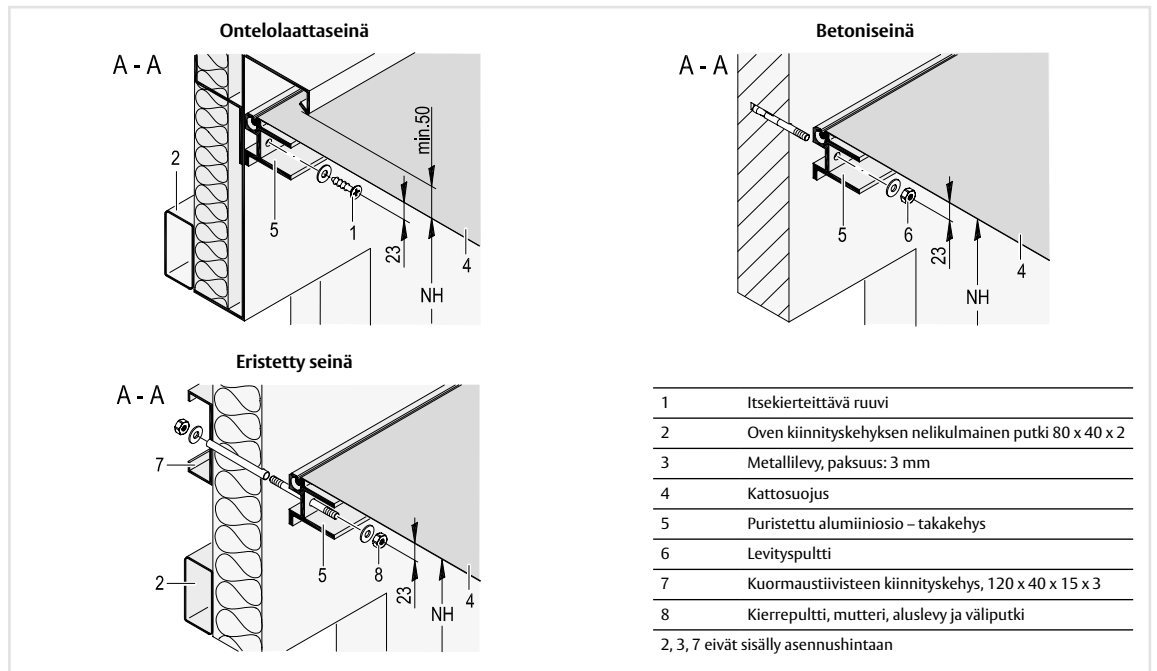 Ontelolaattaseinä
A - A
2
5
1
23
min.50
NH
4
Betoniseinä
A - A
5
6
23
NH
4
Eristetty seinä
A - A
7
2
5
8
23
NH
4
1 Itsekierteittävä ruuvi
2 Oven kiinnityskehyksen nelikulmainen putki 80 x 40 x 2
3 Metallilevy, paksuus: 3 mm
4 Kattosuojus
5 Puristettu alumiiniosio – takakehys
6 Levityspultti
7 Kuormaustiivisteen kiinnityskehys, 120 x 40 x 15 x 3
8 Kierrepultti, mutteri, aluslevy ja väliputki
2, 3, 7 eivät sisälly asennushintaan